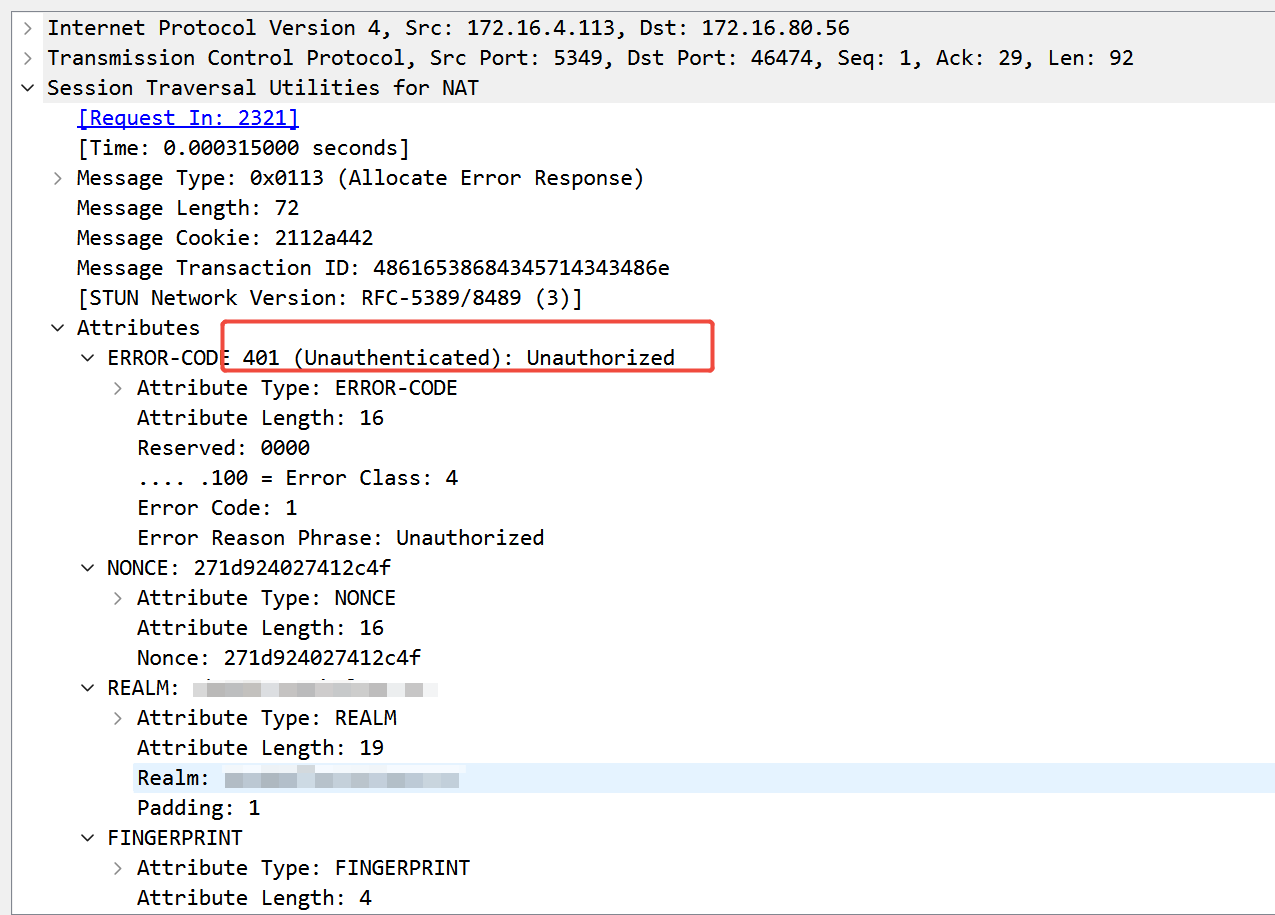 Internet Protocol Version 4, Src: 172.16.4.113, Dst: 172.16.80.56
Transmission Control Protocol, Src Port: 5349, Dst Port: 46474, Seq: 1, Ack: 29, Len: 92
Session Traversal Utilities for NAT
[Request In: 2321]
[Time: 0.000315000 seconds]
Message Type: 0x0113 (Allocate Error Response)
Message Length: 72
Message Cookie: 2112a442
Message Transaction ID: 48616538684345714343486e
[STUN Network Version: RFC-5389/8489 (3)]
Attributes
ERROR-CODE 401 (Unauthenticated): Unauthorized
Attribute Type: ERROR-CODE
Attribute Length: 16
Reserved: 0000
.... .100 = Error Class: 4
Error Code: 1
Error Reason Phrase: Unauthorized
NONCE: 271d924027412c4f
Attribute Type: NONCE
Attribute Length: 16
Nonce: 271d924027412c4f
REALM:
Attribute Type: REALM
Attribute Length: 19
Realm:
Padding: 1
FINGERPRINT
Attribute Type: FINGERPRINT
Attribute Length: 4